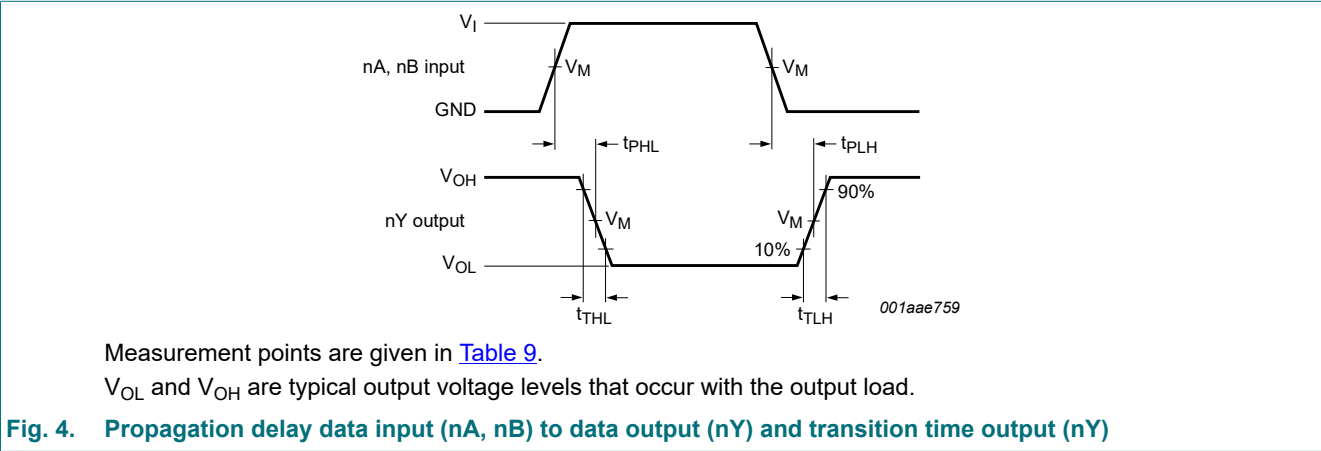 VI
nA, nB input
VM
VM
GND
tPHL
tPLH
VOH
90%
nY output
VM
VM
10%
VOL
tTHL
tTLH
001aae759
Measurement points are given in Table 9.
VOL and VOH are typical output voltage levels that occur with the output load.
Fig. 4. Propagation delay data input (nA, nB) to data output (nY) and transition time output (nY)